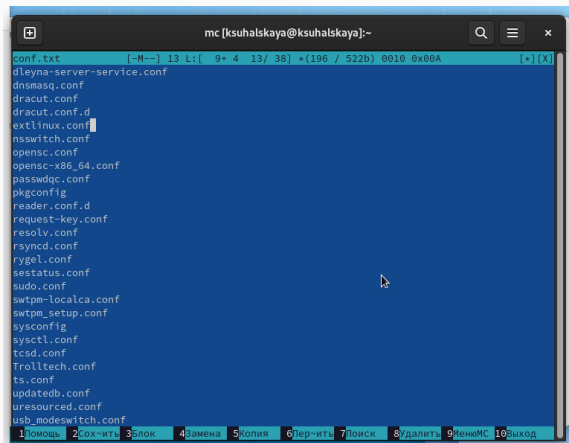 mc [ksuhalskaya@ksuhalskaya]:~
conf.txt [-M--] 13 L:[ 9+ 4 13/ 38] *(196 / 522b) 0010 0x00A [*][X]
dleyna-server-service.conf
dnsmasq.conf
dracut.conf
dracut.conf.d
extlinux.conf
nsswitch.conf
opensc.conf
opensc-x86_64.conf
passwdqc.conf
pkgconfig
reader.conf.d
request-key.conf
resolv.conf
rsyncd.conf
rygel.conf
sestatus.conf
sudo.conf
swtpm-localca.conf
swtpm_setup.conf
sysconfig
sysctl.conf
tcsd.conf
Trolltech.conf
ts.conf
updatedb.conf
uresourced.conf
usb_modeswitch.conf
1Помощь 2Сох~ить 3Блок 4Замена 5Копия 6Пер~ить 7Поиск 8Удалить 9МенюMC 10Выход